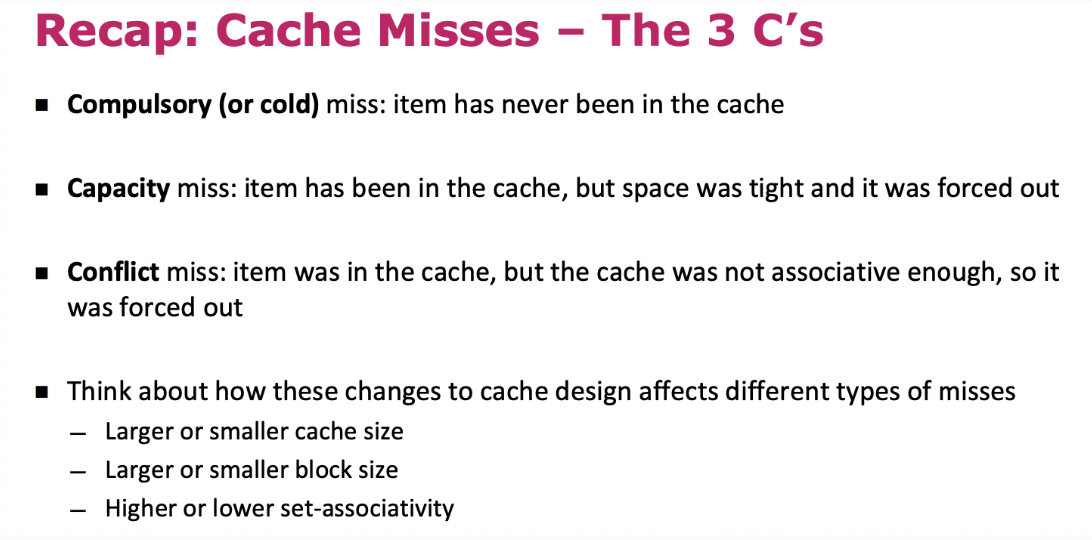 Recap: Cache Misses – The 3 C’s
▪ Compulsory (or cold) miss: item has never been in the cache
▪ Capacity miss: item has been in the cache, but space was tight and it was forced out
▪ Conflict miss: item was in the cache, but the cache was not associative enough, so it
was forced out
▪ Think about how these changes to cache design affects different types of misses
– Larger or smaller cache size
– Larger or smaller block size
– Higher or lower set-associativity